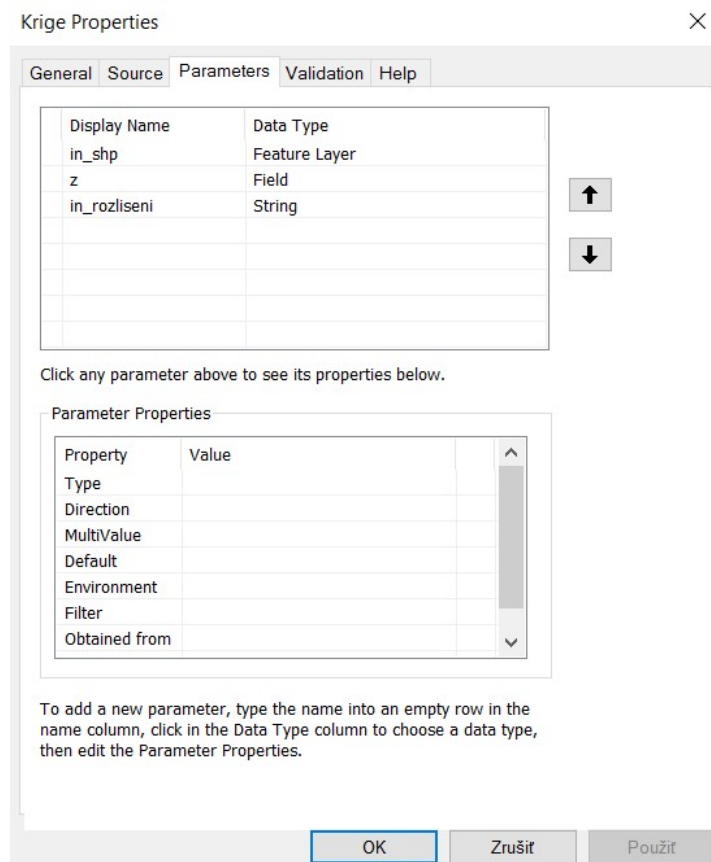 Krige Properties
General Source Parameters Validation Help
Display Name Data Type
in_shp Feature Layer
z Field
in_rozliseni String
Click any parameter above to see its properties below.
Parameter Properties
Property Value
Type
Direction
MultiValue
Default
Environment
Filter
Obtained from
To add a new parameter, type the name into an empty row in the
name column, click in the Data Type column to choose a data type,
then edit the Parameter Properties.
OK Zrušiť Použiť